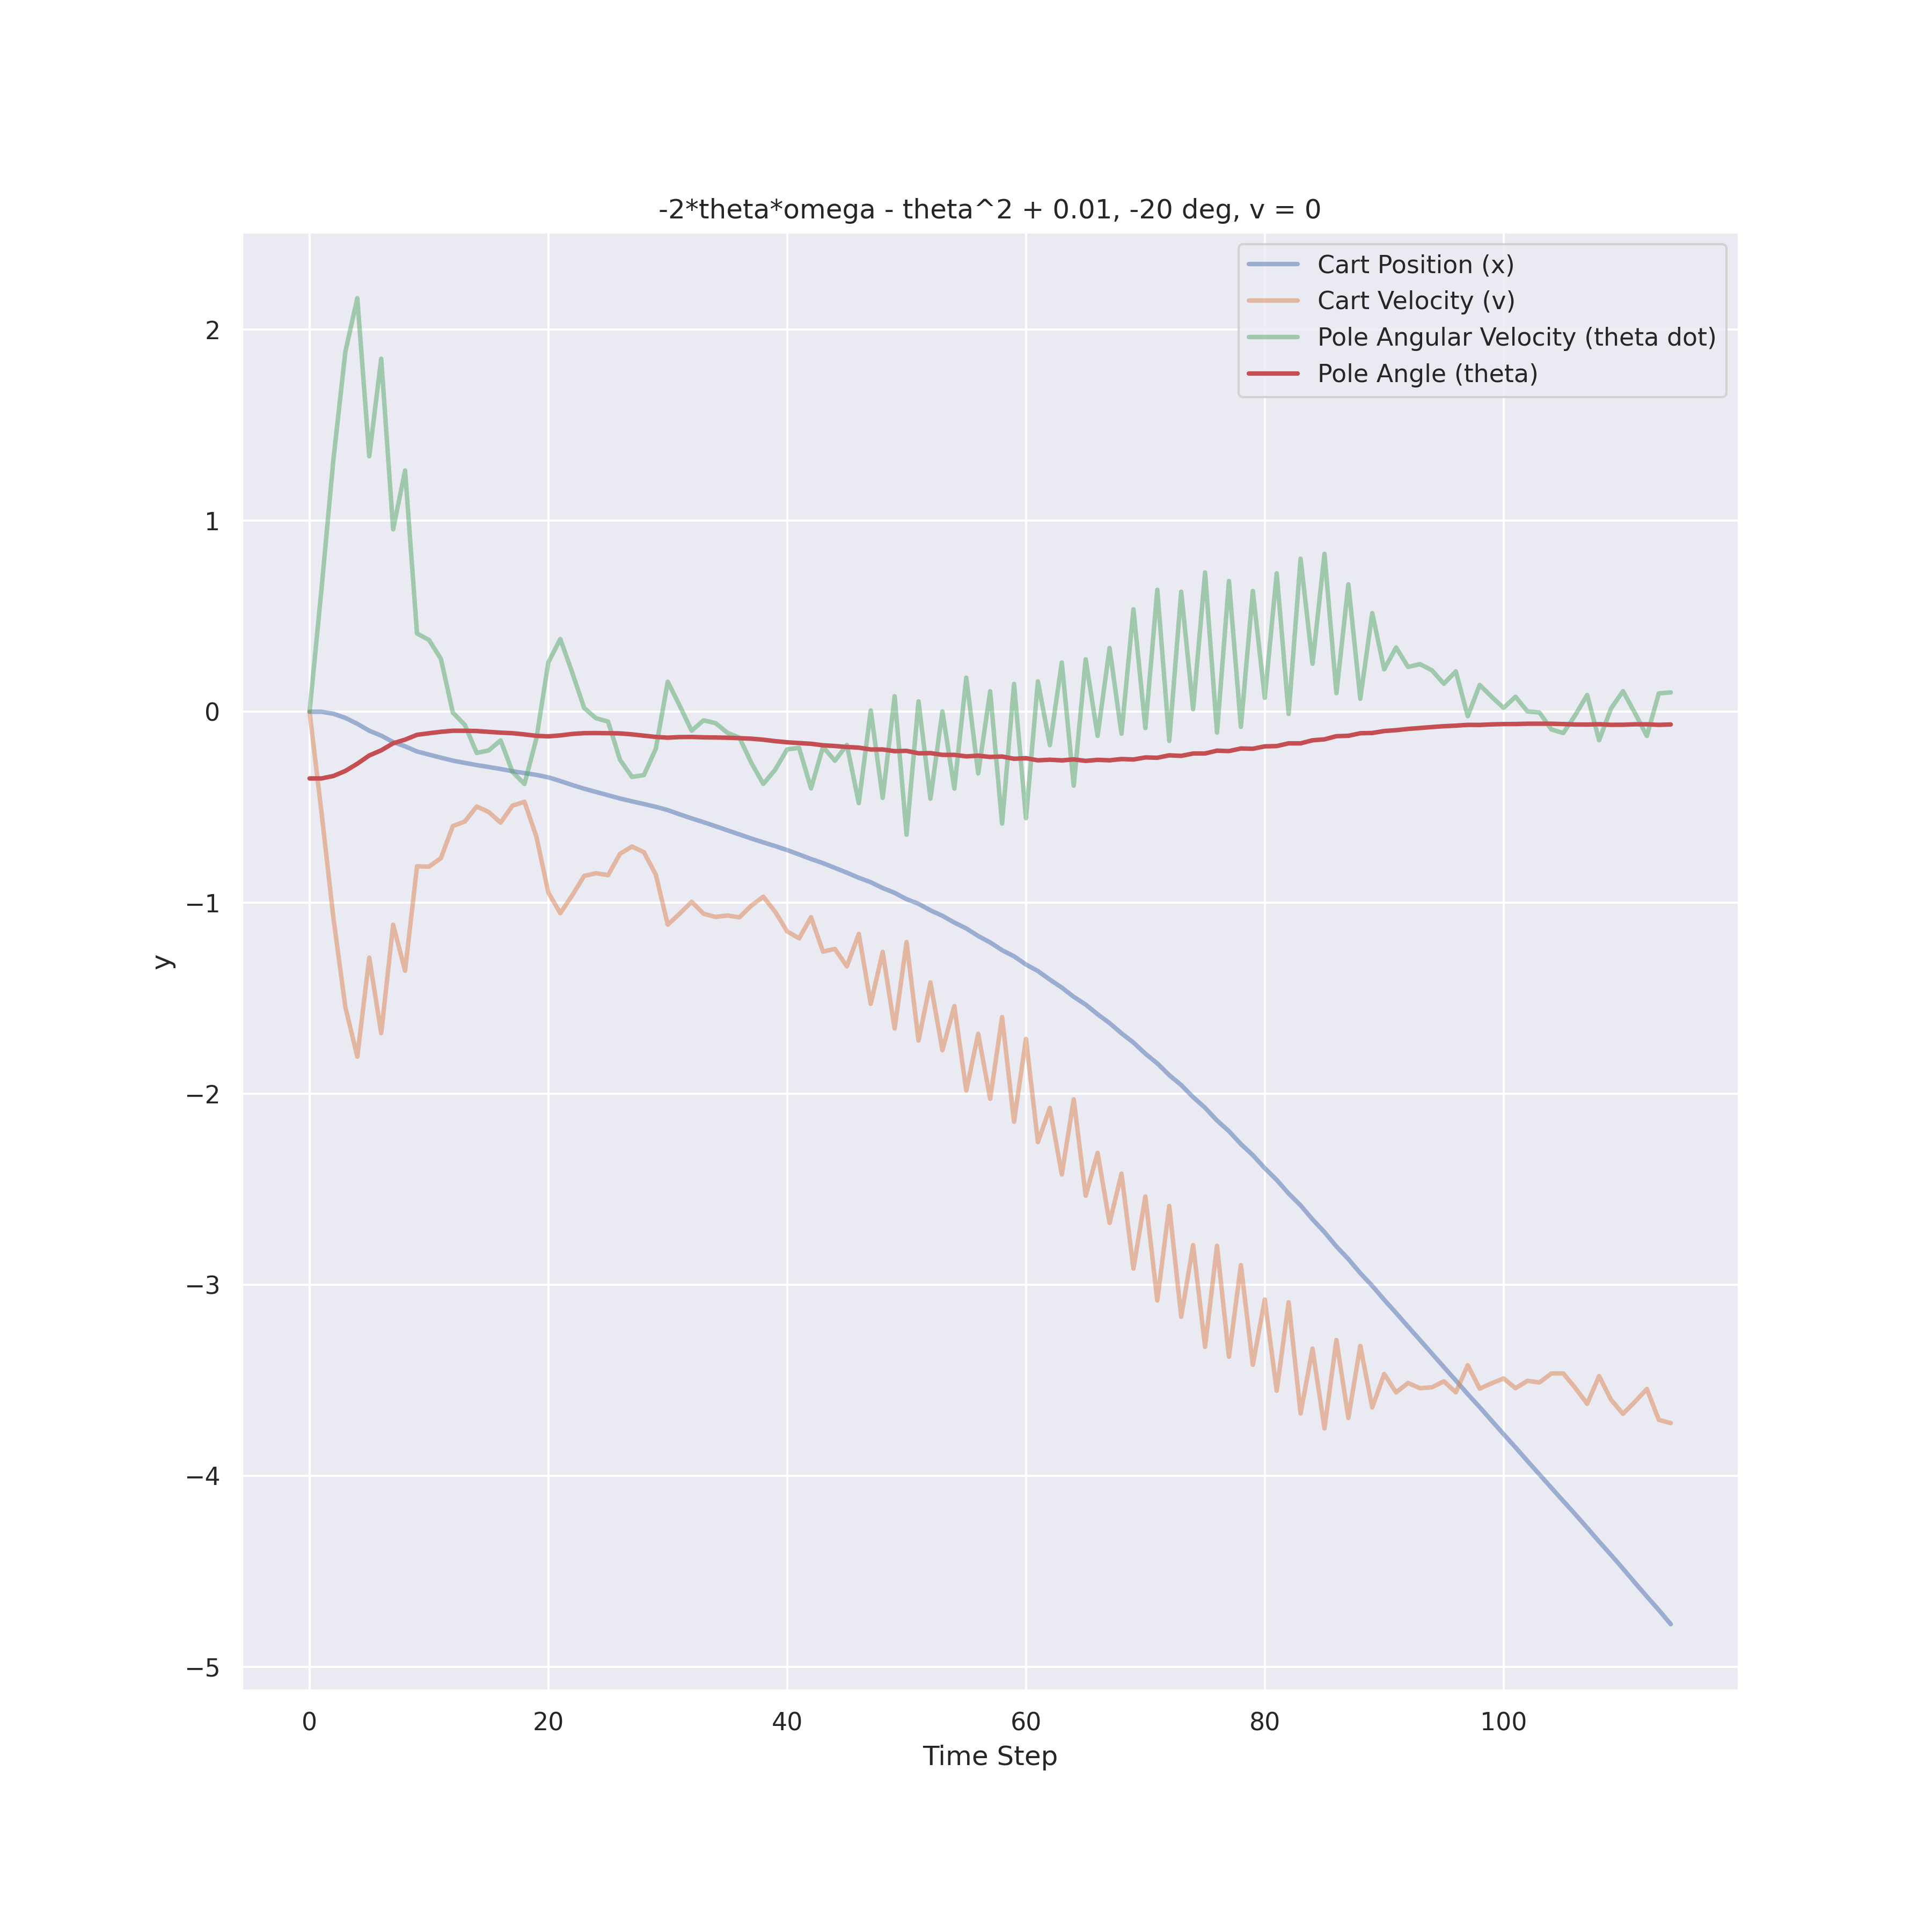 -2*theta*omega - theta^2 + 0.01, -20 deg, v = 0
Cart Position (x)
Cart Velocity (v)
Pole Angular Velocity (theta dot)
Pole Angle (theta)
2
1
0
−1
−2
−3
−4
−5
y
0 20 40 60 80 100
Time Step